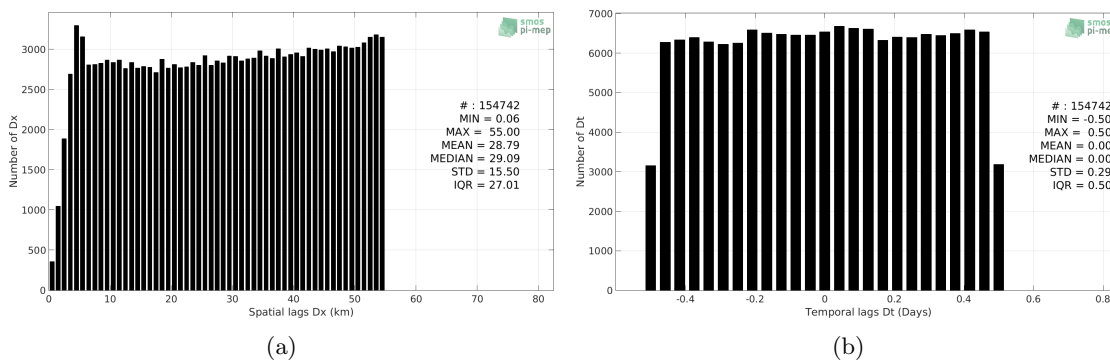 smos
pi-mep
Number of Dx
3000
2500
2000
1500
1000
500
0
# : 154742
MIN = 0.06
MAX = 55.00
MEAN = 28.79
MEDIAN = 29.09
STD = 15.50
IQR = 27.01
0 10 20 30 40 50 60 70 80
Spatial lags Dx (km)
(a)
smos
pi-mep
Number of Dt
7000
6000
5000
4000
3000
2000
1000
0
# : 154742
MIN = -0.50
MAX = 0.50
MEAN = 0.00
MEDIAN = 0.00
STD = 0.29
IQR = 0.50
-0.4 -0.2 0 0.2 0.4 0.6 0.8
Temporal lags Dt (Days)
(b)